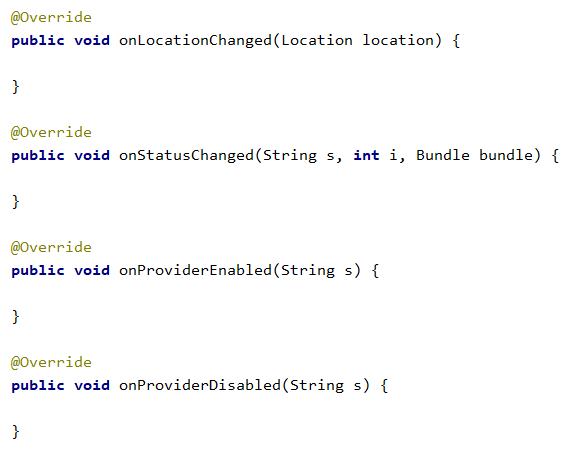 @Override
public void onLocationChanged(Location location) {
}
@Override
public void onStatusChanged(String s, int i, Bundle bundle) {
}
@Override
public void onProviderEnabled(String s) {
}
@Override
public void onProviderDisabled(String s) {
}